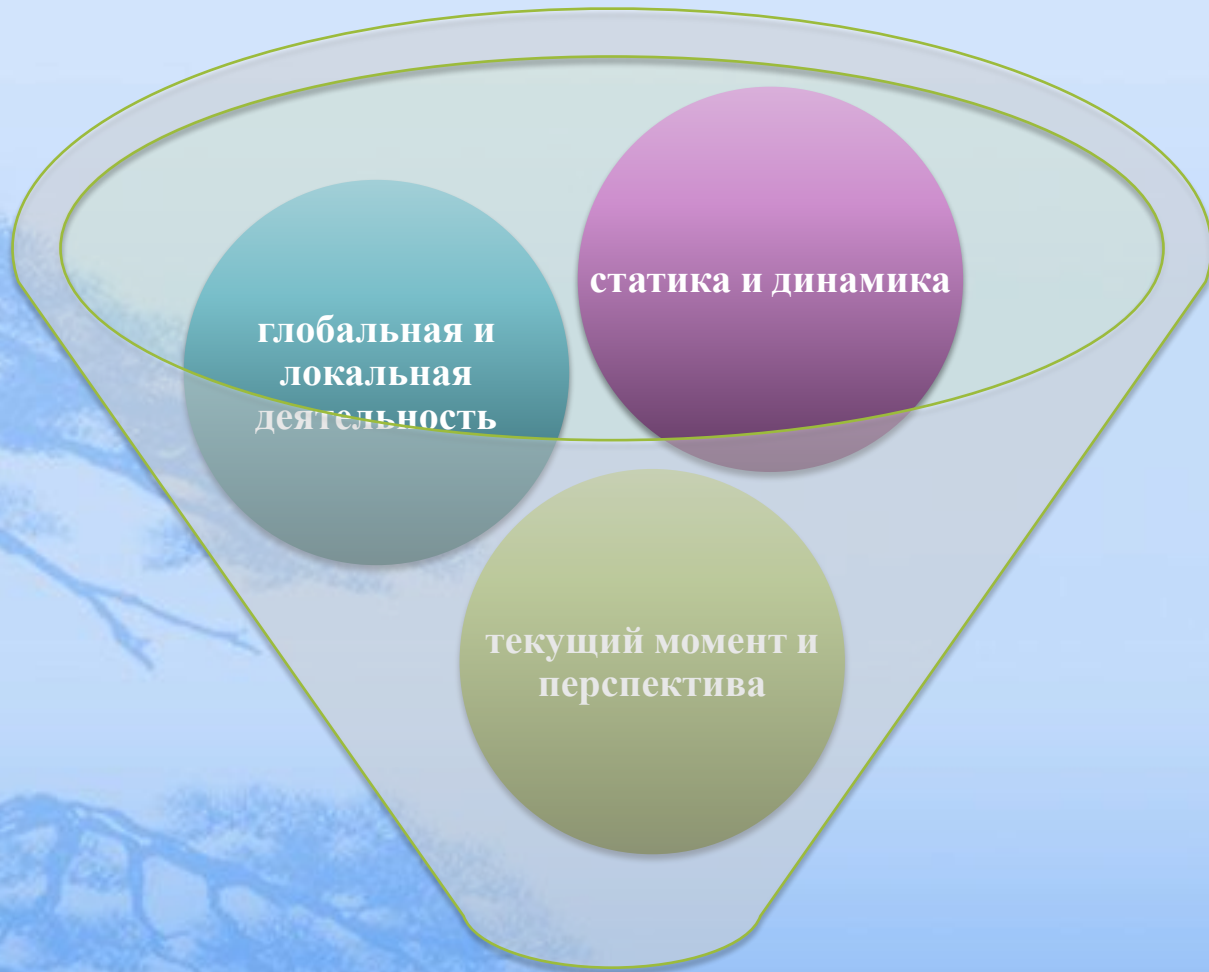 статика и динамика
глобальная и
локальная
деятельность
текущий момент и
перспектива